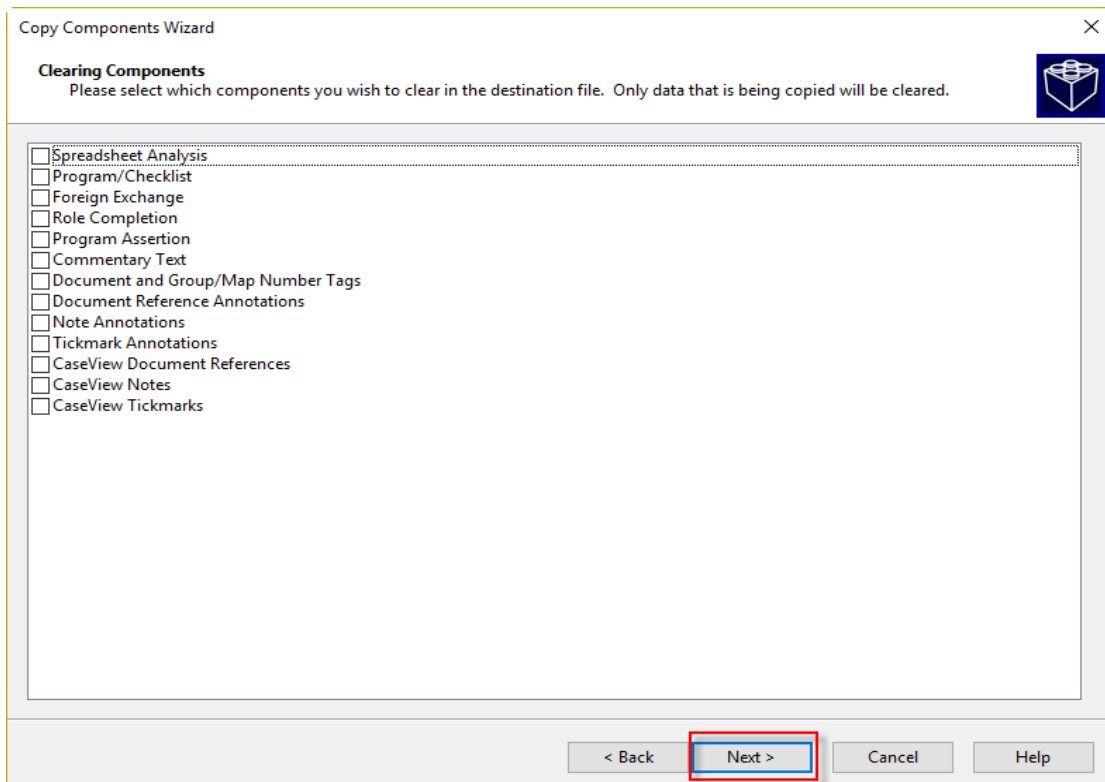 Copy Components Wizard
Clearing Components
Please select which components you wish to clear in the destination file. Only data that is being copied will be cleared.
Spreadsheet Analysis
Program/Checklist
Foreign Exchange
Role Completion
Program Assertion
Commentary Text
Document and Group/Map Number Tags
Document Reference Annotations
Note Annotations
Tickmark Annotations
CaseView Document References
CaseView Notes
CaseView Tickmarks
< Back Next > Cancel Help